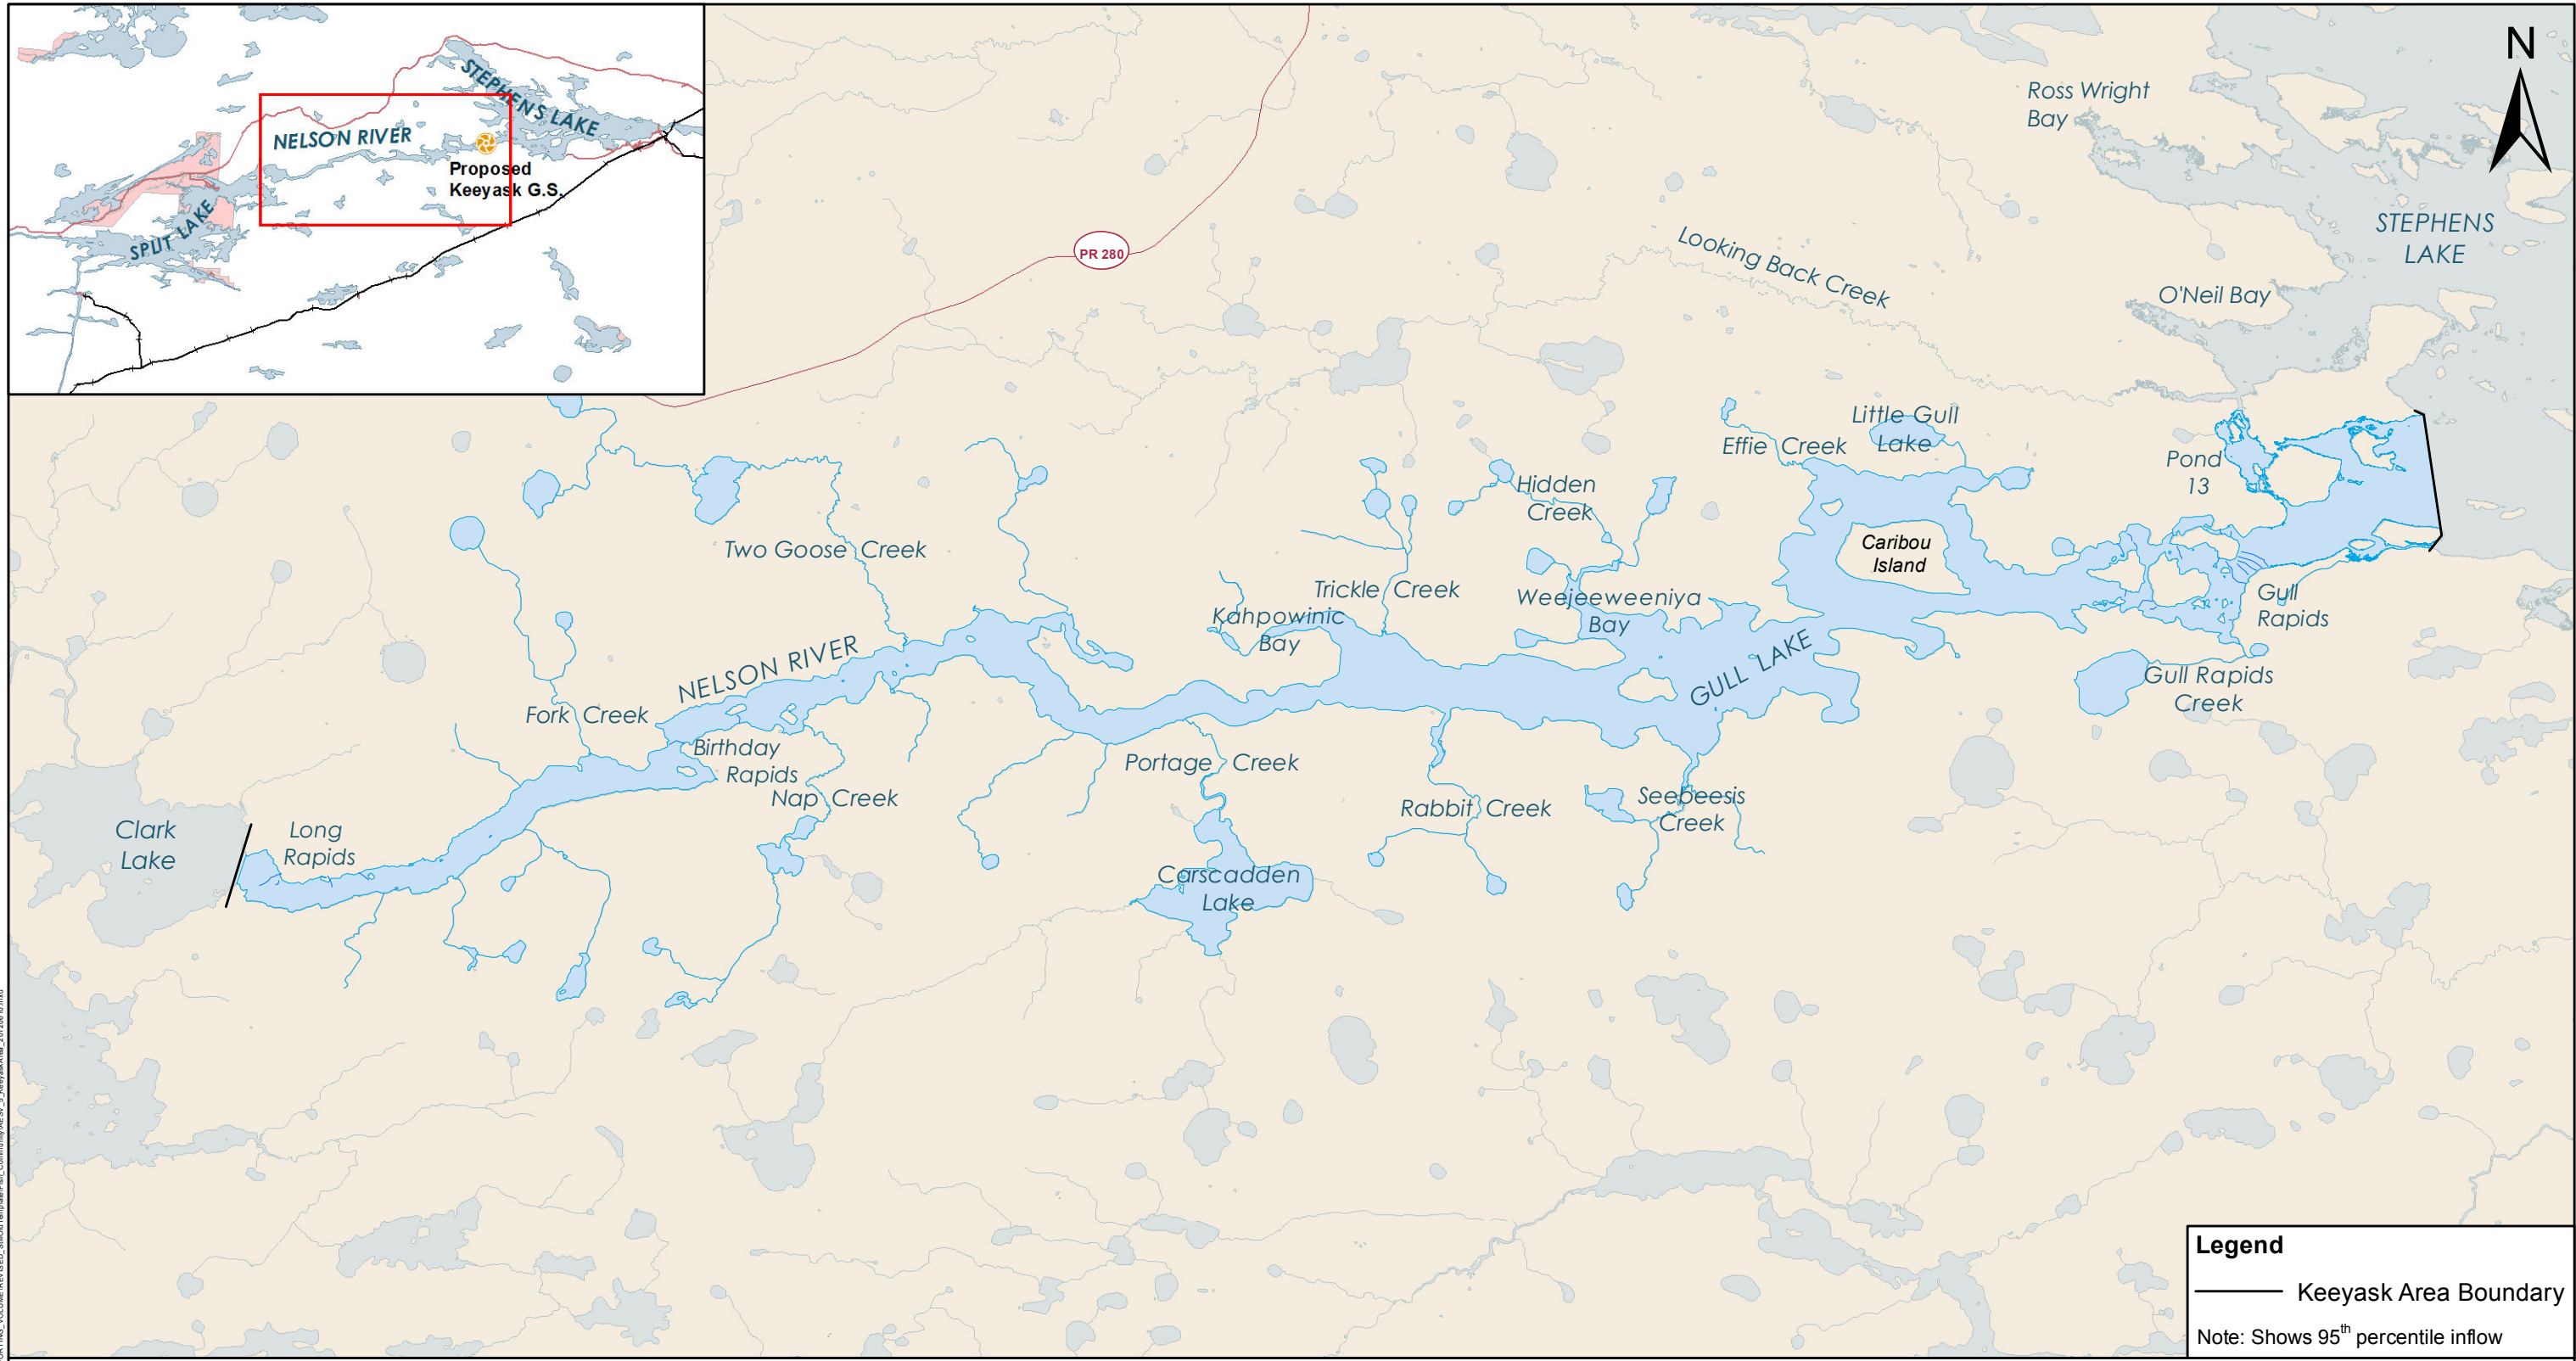 STEPHENS LAKE
NELSON RIVER
Proposed
Keeyask G.S.
SPLIT LAKE
N
Ross Wright
Bay
STEPHENS
LAKE
PR 280
Looking Back Creek
O'Neil Bay
Little Gull
Lake
Effie Creek
Pond
13
Hidden
Creek
Two Goose Creek
Caribou
Island
Trickle Creek
Weejeeweeniya
Bay
Kahpowinic
Bay
Gull
Rapids
NELSON RIVER
GULL LAKE
Gull Rapids
Creek
Fork Creek
Birthday
Rapids
Portage Creek
Nap Creek
Rabbit Creek
Seebeesis
Creek
Clark
Lake
Long
Rapids
Carscadden
Lake
Legend
Keeyask Area Boundary
Note: Shows 95th percentile inflow